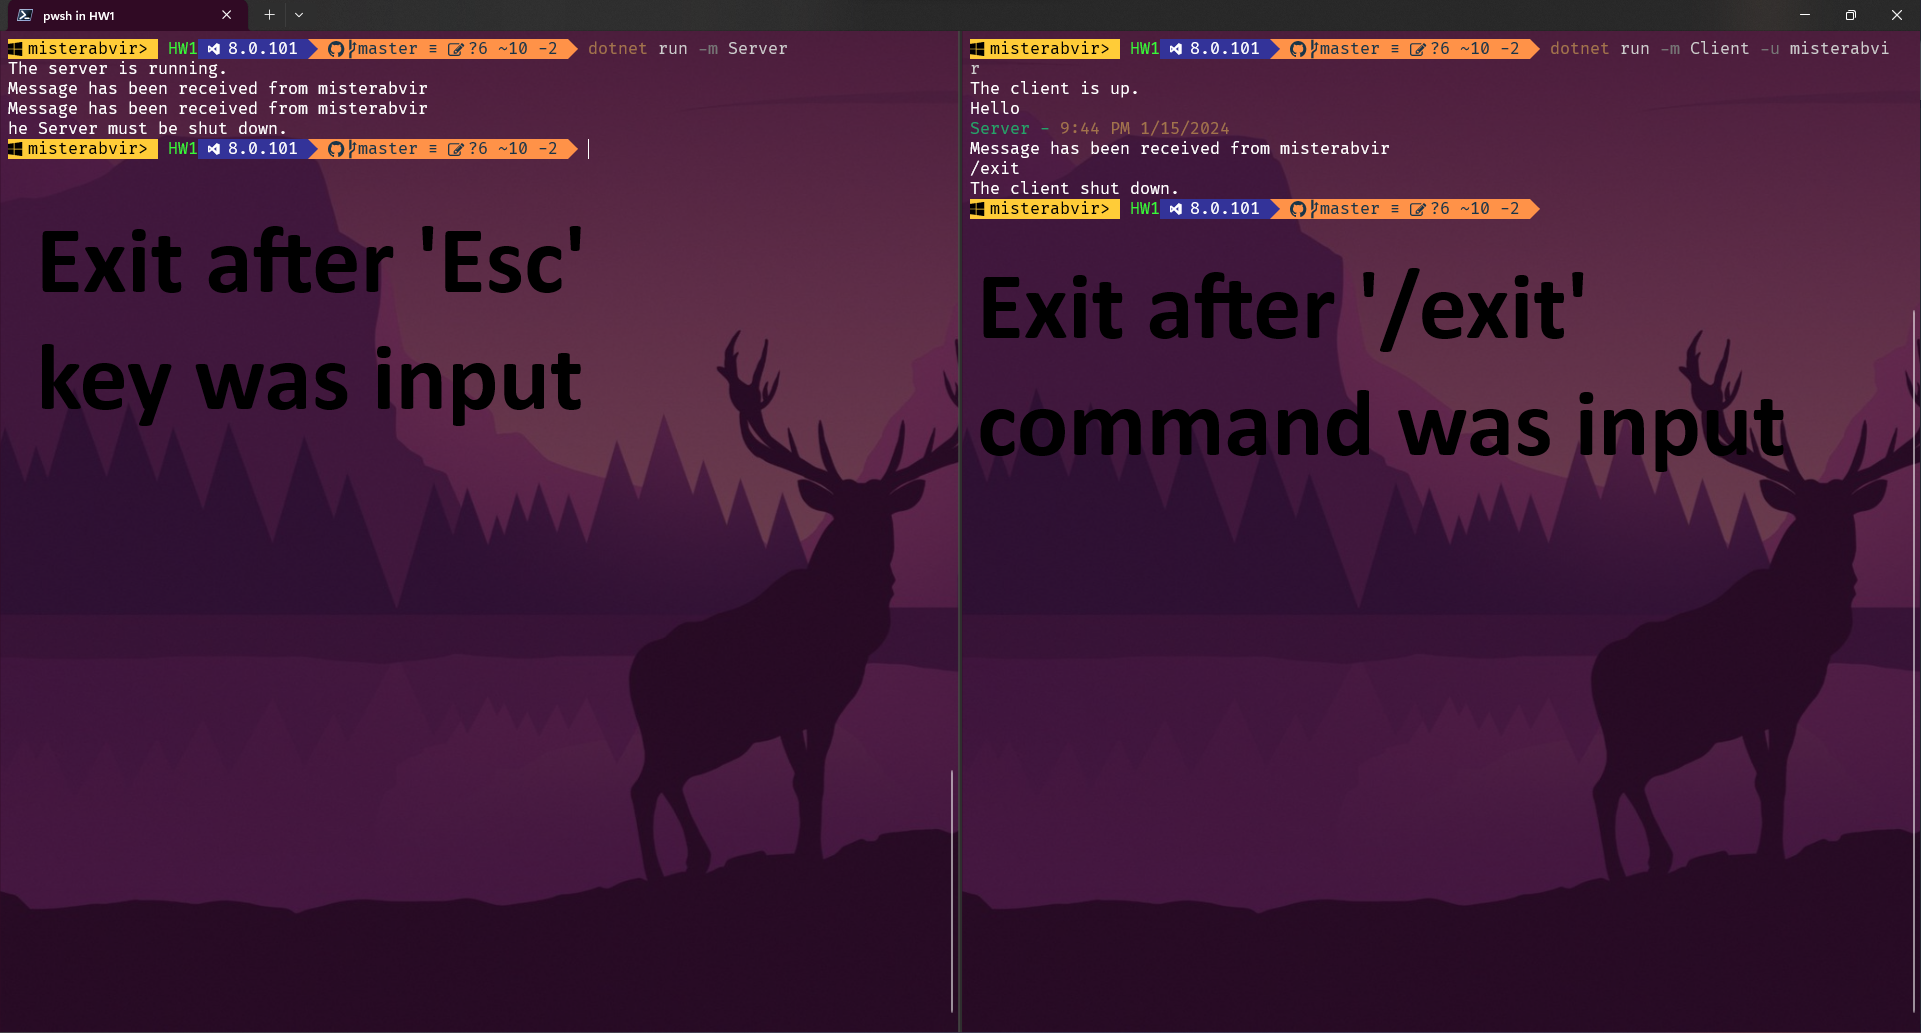 pwsh in HW1
misterabvir> HW1 8.0.101 master ≡ ?6 ~10 -2 dotnet run -m Server
The server is running.
Message has been received from misterabvir
Message has been received from misterabvir
he Server must be shut down.
misterabvir> HW1 8.0.101 master ≡ ?6 ~10 -2
Exit after 'Esc'
key was input
misterabvir> HW1 8.0.101 master ≡ ?6 ~10 -2 dotnet run -m Client -u misterabvi
r
The client is up.
Hello
Server - 9:44 PM 1/15/2024
Message has been received from misterabvir
/exit
The client shut down.
misterabvir> HW1 8.0.101 master ≡ ?6 ~10 -2
Exit after '/exit'
command was input